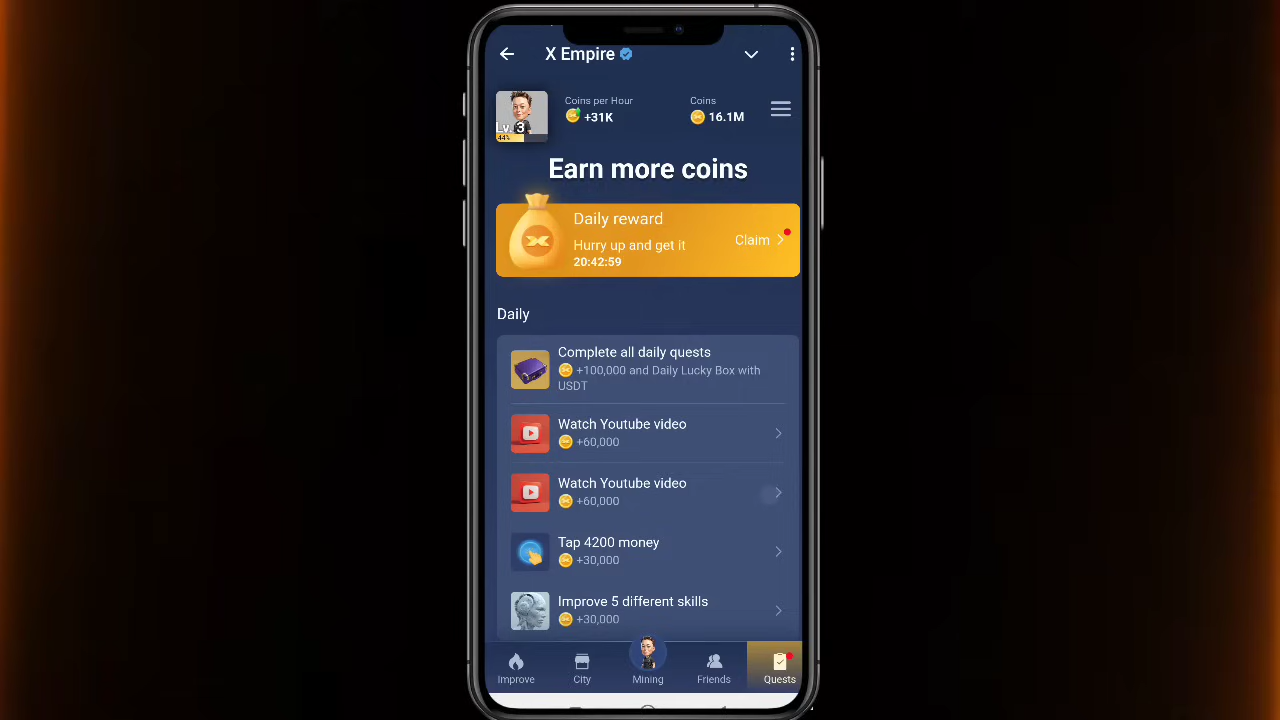 X Empire
Coins per Hour
+31K
Coins
16.1M
Lv. 3
44%
Earn more coins
Daily reward
Hurry up and get it
20:42:59
Claim
Daily
Complete all daily quests
+100,000 and Daily Lucky Box with
USDT
Watch Youtube video
+60,000
Watch Youtube video
+60,000
Tap 4200 money
+30,000
Improve 5 different skills
+30,000
Improve
City
Mining
Friends
Quests